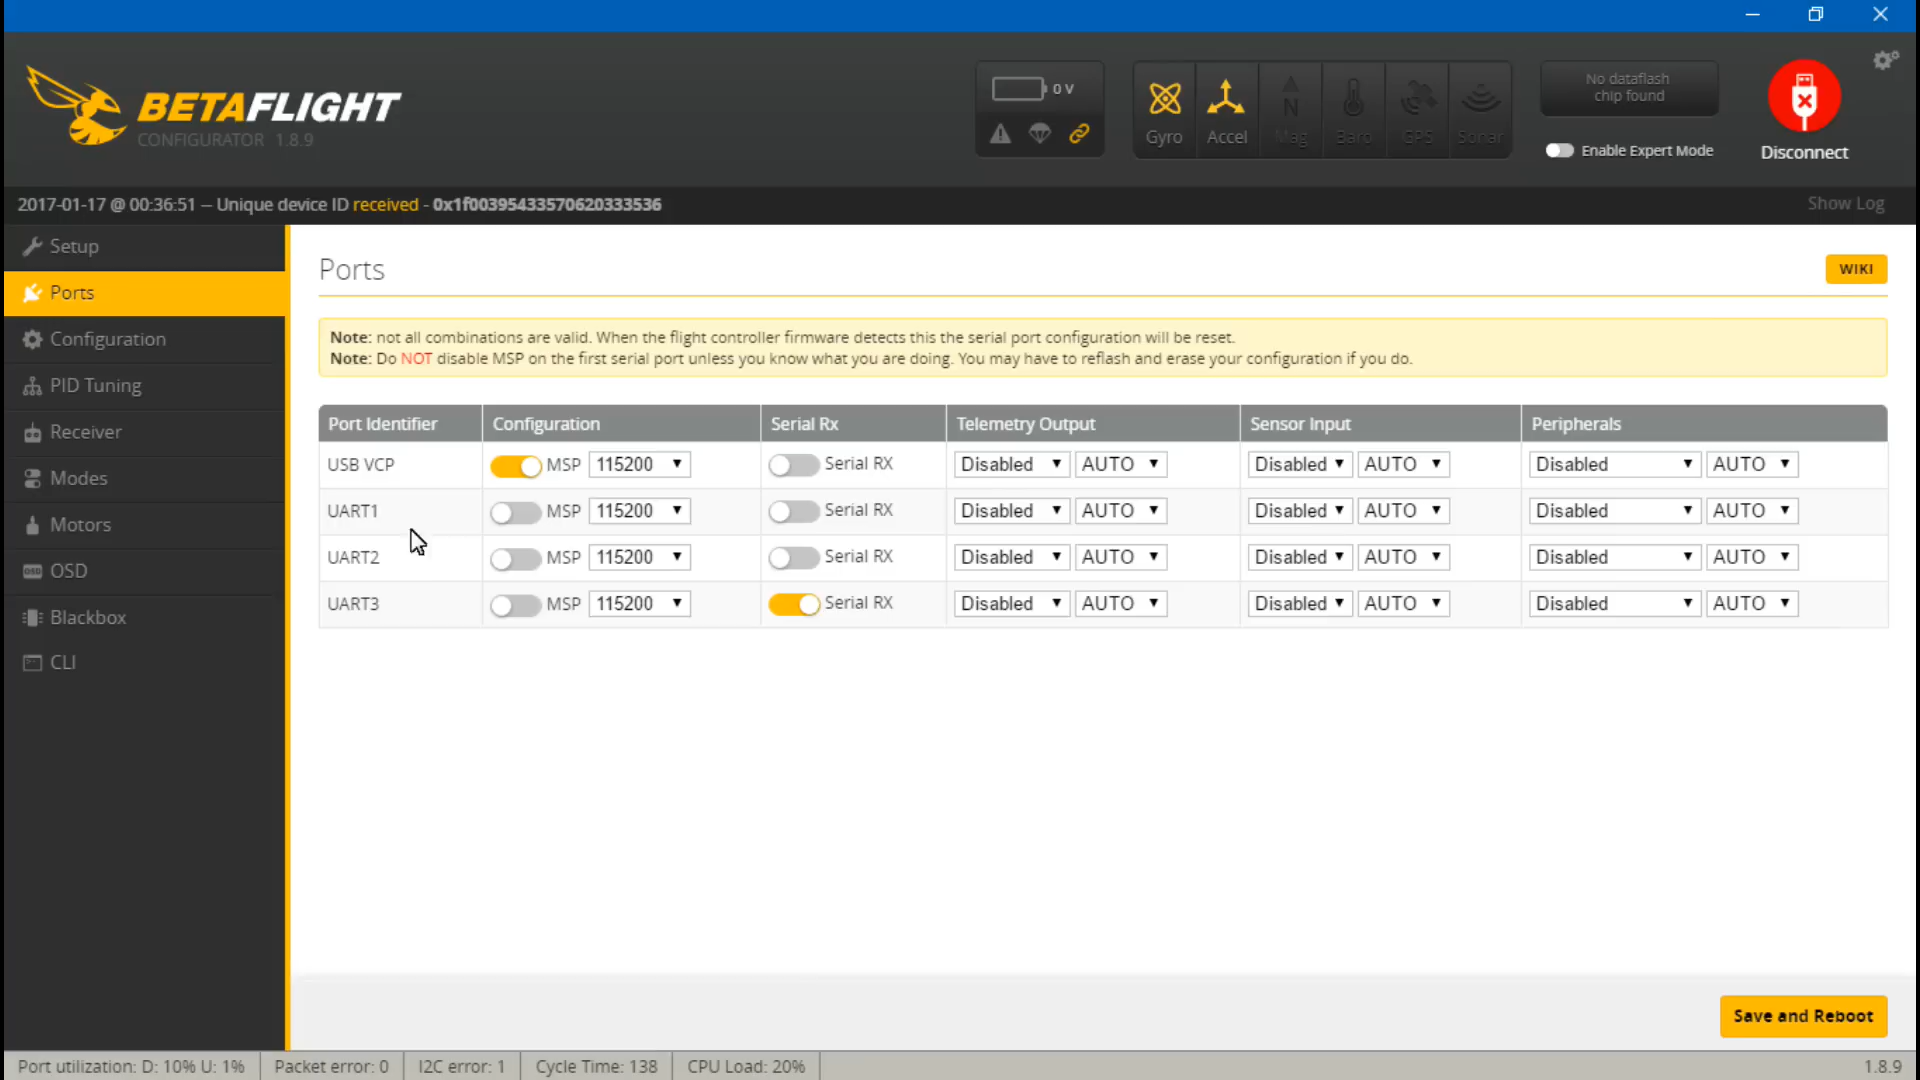 BETAFLIGHT
CONFIGURATOR 1.8.9
0 V
Gyro Accel Mag Baro GPS Sonar
No dataflash
chip found
Enable Expert Mode
Disconnect
2017-01-17 @ 00:36:51 -- Unique device ID received - 0x1f00395433570620333536
Show Log
Setup
Ports
Configuration
PID Tuning
Receiver
Modes
Motors
OSD
Blackbox
CLI
Ports
WIKI
Note: not all combinations are valid. When the flight controller firmware detects this the serial port configuration will be reset.
Note: Do NOT disable MSP on the first serial port unless you know what you are doing. You may have to reflash and erase your configuration if you do.
Port Identifier Configuration Serial Rx Telemetry Output Sensor Input Peripherals
USB VCP MSP 115200 Serial RX Disabled AUTO Disabled AUTO Disabled AUTO
UART1 MSP 115200 Serial RX Disabled AUTO Disabled AUTO Disabled AUTO
UART2 MSP 115200 Serial RX Disabled AUTO Disabled AUTO Disabled AUTO
UART3 MSP 115200 Serial RX Disabled AUTO Disabled AUTO Disabled AUTO
Save and Reboot
Port utilization: D: 10% U: 1% Packet error: 0 I2C error: 1 Cycle Time: 138 CPU Load: 20% 1.8.9